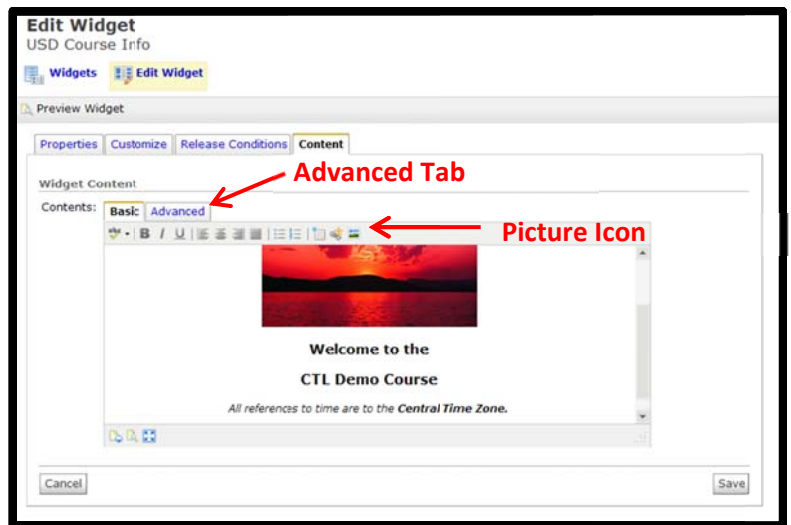 Edit Widget
USD Course Info
Widgets Edit Widget
Preview Widget
Properties Customize Release Conditions Content
Advanced Tab
Widget Content
Contents: Basic Advanced
B I U
Picture Icon
Welcome to the
CTL Demo Course
All references to time are to the Central Time Zone.
Cancel Save